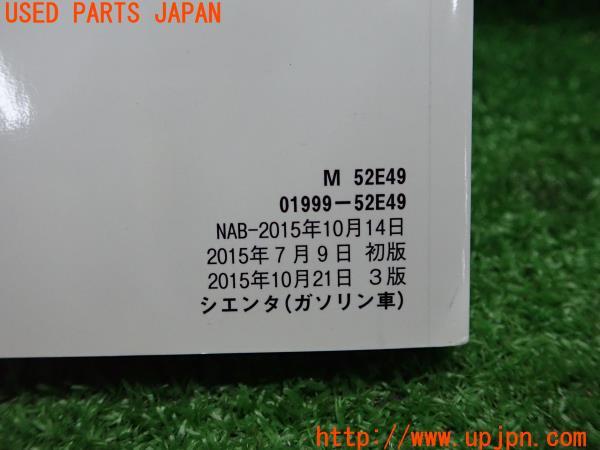 USED PARTS JAPAN
M 52E49
01999-52E49
NAB-2015年10月14日
2015年7月9日 初版
2015年10月21日 3版
シエンタ(ガソリン車)
http://www.upjpn.com/